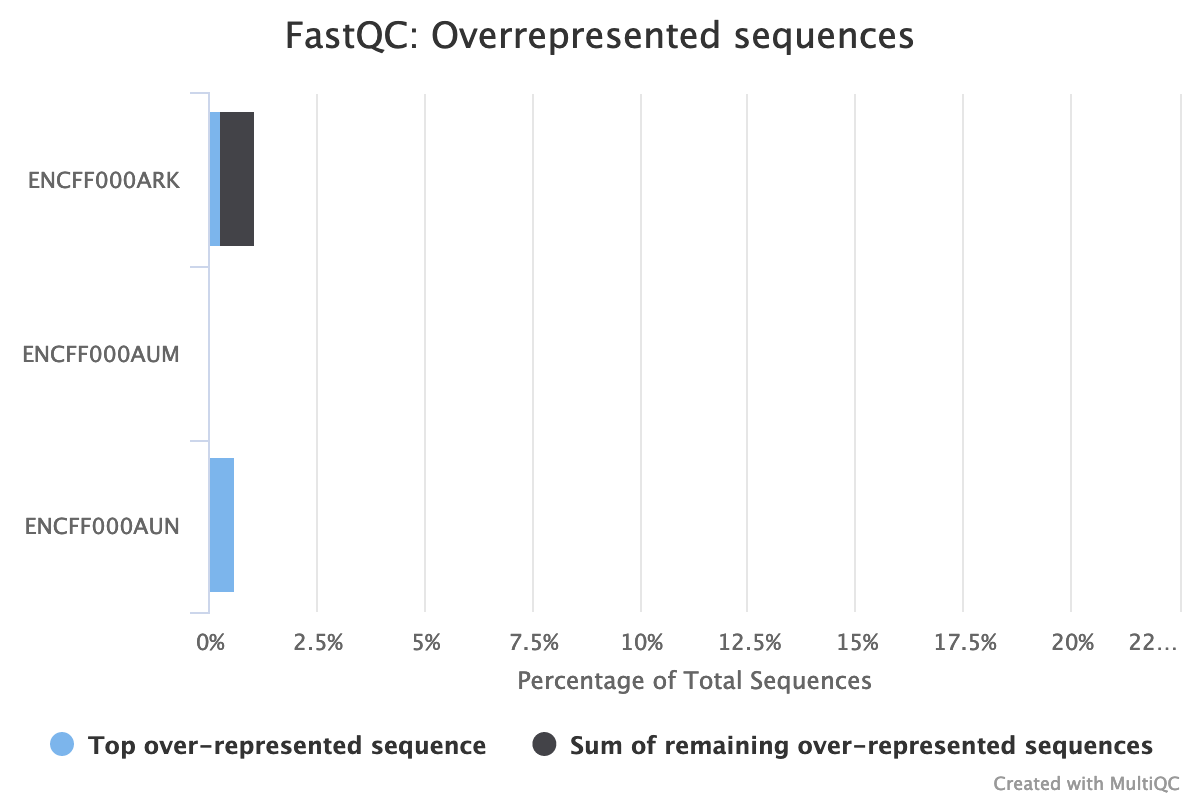 FastQC: Overrepresented sequences
ENCFF000ARK
ENCFF000AUM
ENCFF000AUN
0% 2.5% 5% 7.5% 10% 12.5% 15% 17.5% 20% 22...
Percentage of Total Sequences
Top over-represented sequence Sum of remaining over-represented sequences
Created with MultiQC